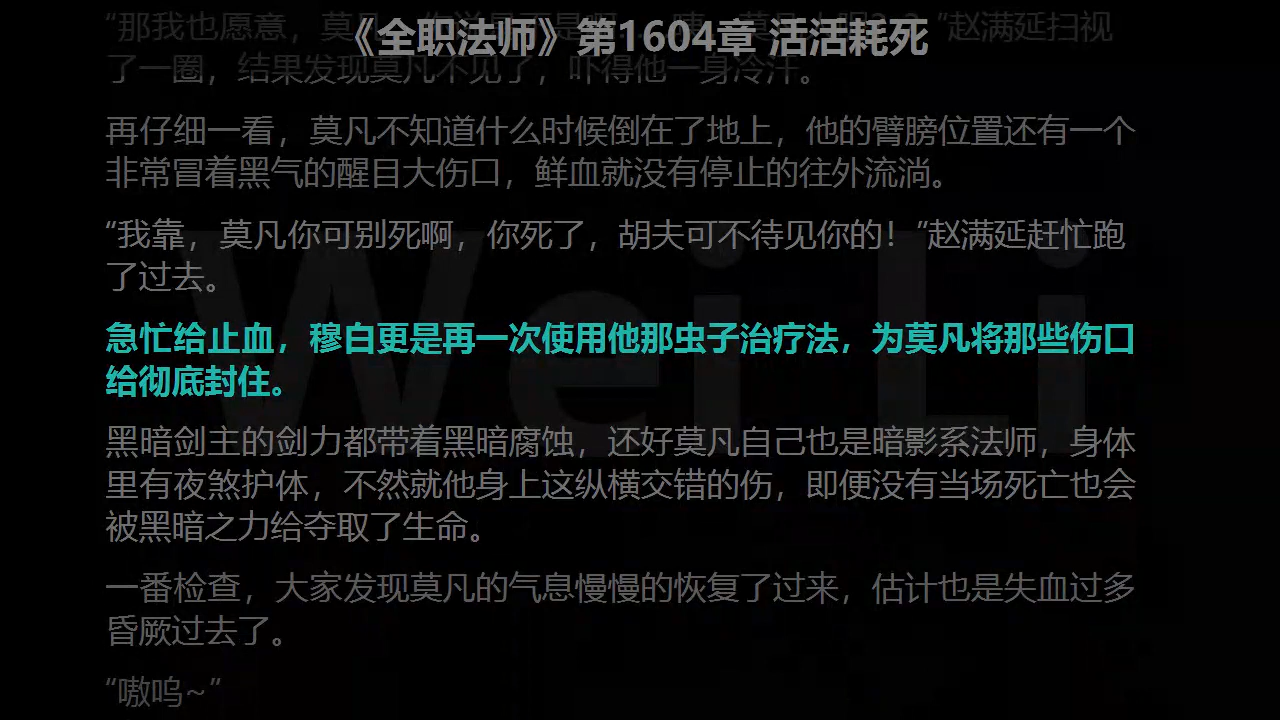 《全职法师》第1604章 活活耗死
“那我也愿意，莫凡，
”赵满延扫视
了一圈，结果发现莫凡不见了，吓得他一身冷汗。
再仔细一看，莫凡不知道什么时候倒在了地上，他的臂膀位置还有一个
非常冒着黑气的醒目大伤口，鲜血就没有停止的往外流淌。
“我靠，莫凡你可别死啊，你死了，胡夫可不待见你的！”赵满延赶忙跑
了过去。
急忙给止血，穆白更是再一次使用他那虫子治疗法，为莫凡将那些伤口
给彻底封住。
黑暗剑主的剑力都带着黑暗腐蚀，还好莫凡自己也是暗影系法师，身体
里有夜煞护体，不然就他身上这纵横交错的伤，即便没有当场死亡也会
被黑暗之力给夺取了生命。
一番检查，大家发现莫凡的气息慢慢的恢复了过来，估计也是失血过多
昏厥过去了。
“嗷呜~”
Wei Li